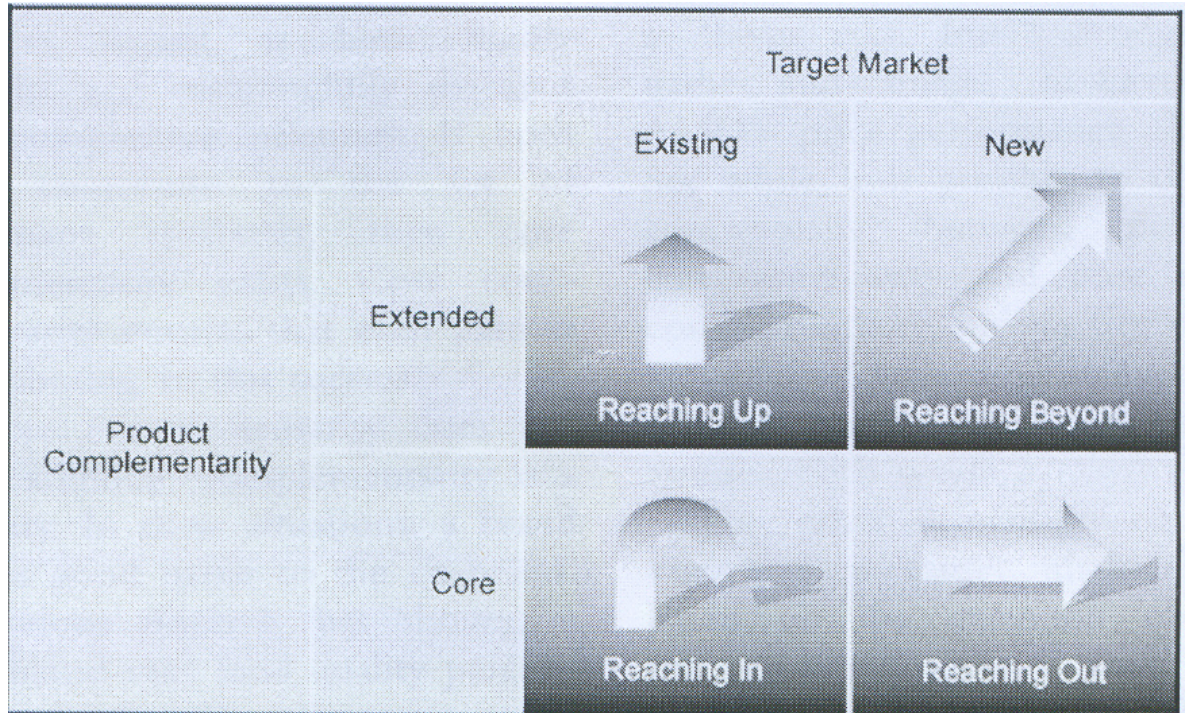 Target Market
Existing
New
Extended
Reaching Up
Reaching Beyond
Product
Complementarity
Core
Reaching In
Reaching Out